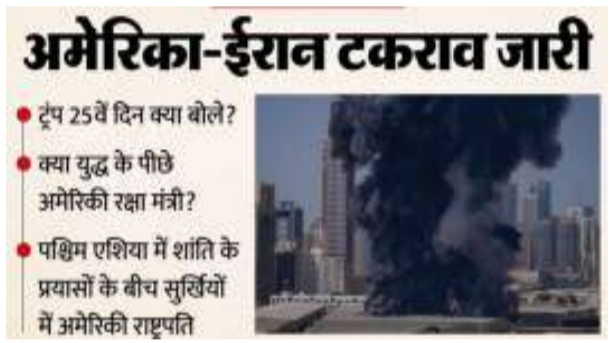 अमेरिका-ईरान टकराव जारी
ट्रंप 25वें दिन क्या बोले?
क्या युद्ध के पीछे
अमेरिकी रक्षा मंत्री?
पश्चिम एशिया में शांति के
प्रयासों के बीच सुर्खियों
में अमेरिकी राष्ट्रपति